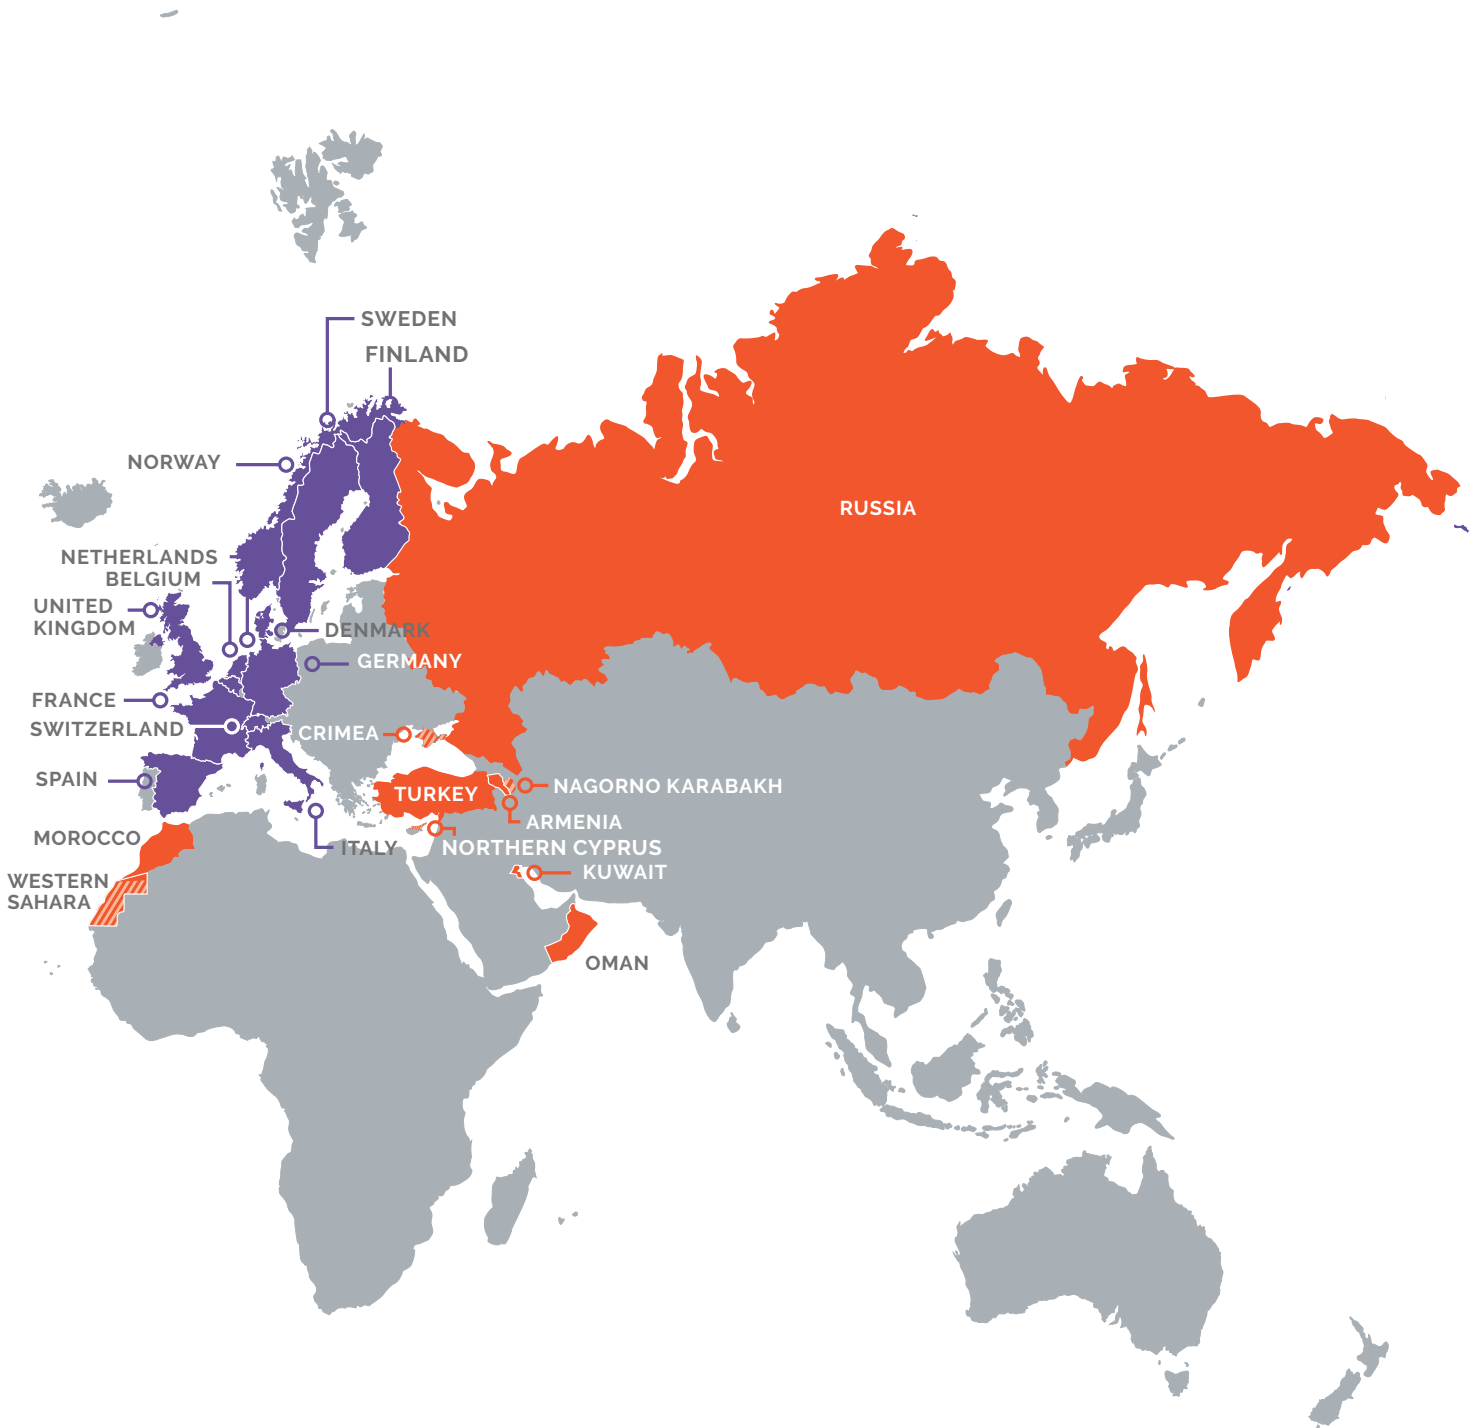 SWEDEN
FINLAND
NORWAY
RUSSIA
NETHERLANDS
BELGIUM
UNITED
KINGDOM
DENMARK
GERMANY
FRANCE
SWITZERLAND
CRIMEA
SPAIN
TURKEY
NAGORNO KARABAKH
ARMENIA
MOROCCO
ITALY
NORTHERN CYPRUS
KUWAIT
WESTERN
SAHARA
OMAN